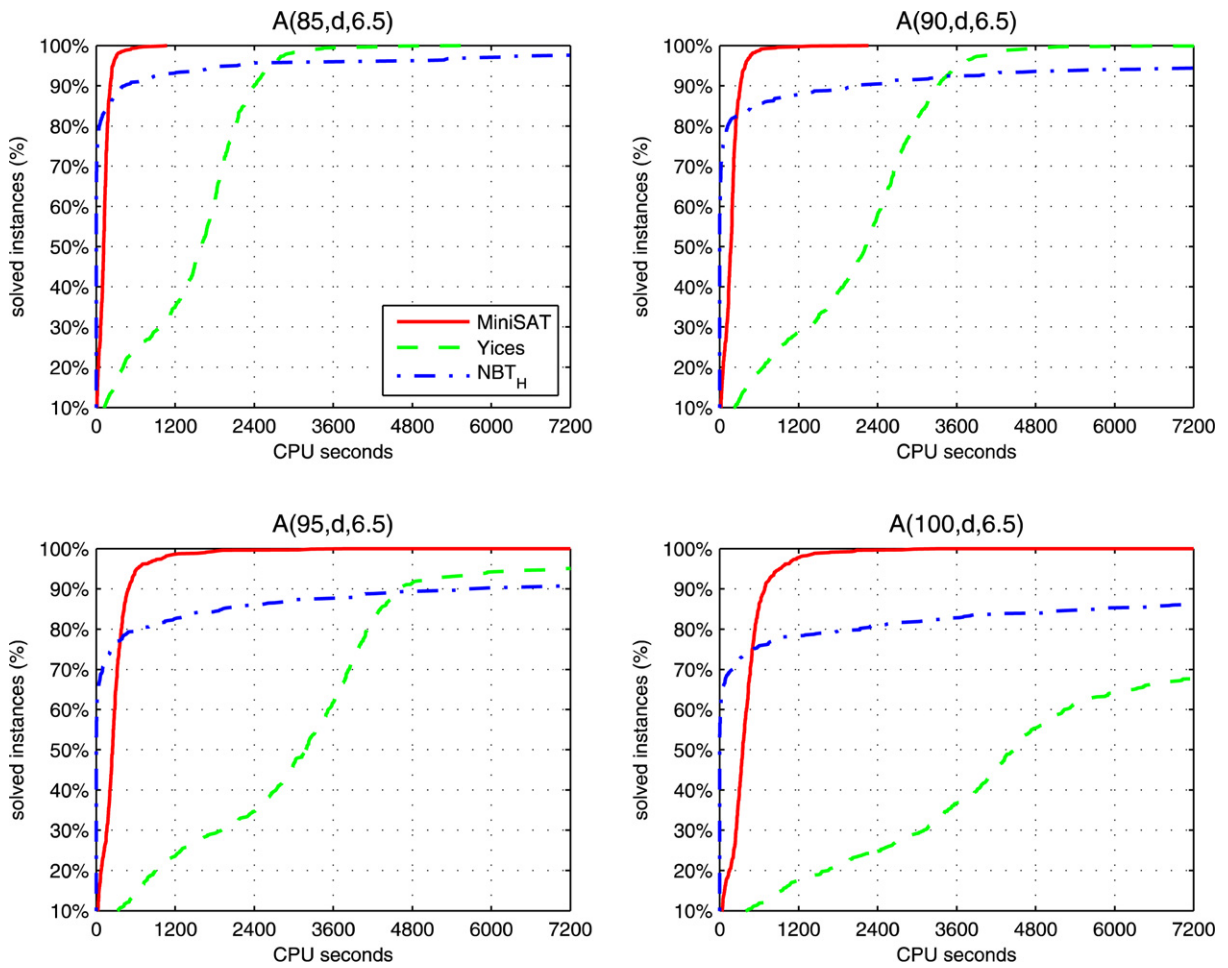 A(85,d,6.5)
100%
90%
80%
70%
60%
50%
40%
30%
20%
10%
solved instances (%)
MiniSAT
Yices
NBT_H
0 1200 2400 3600 4800 6000 7200
CPU seconds
A(90,d,6.5)
100%
90%
80%
70%
60%
50%
40%
30%
20%
10%
solved instances (%)
0 1200 2400 3600 4800 6000 7200
CPU seconds
A(95,d,6.5)
100%
90%
80%
70%
60%
50%
40%
30%
20%
10%
solved instances (%)
0 1200 2400 3600 4800 6000 7200
CPU seconds
A(100,d,6.5)
100%
90%
80%
70%
60%
50%
40%
30%
20%
10%
solved instances (%)
0 1200 2400 3600 4800 6000 7200
CPU seconds